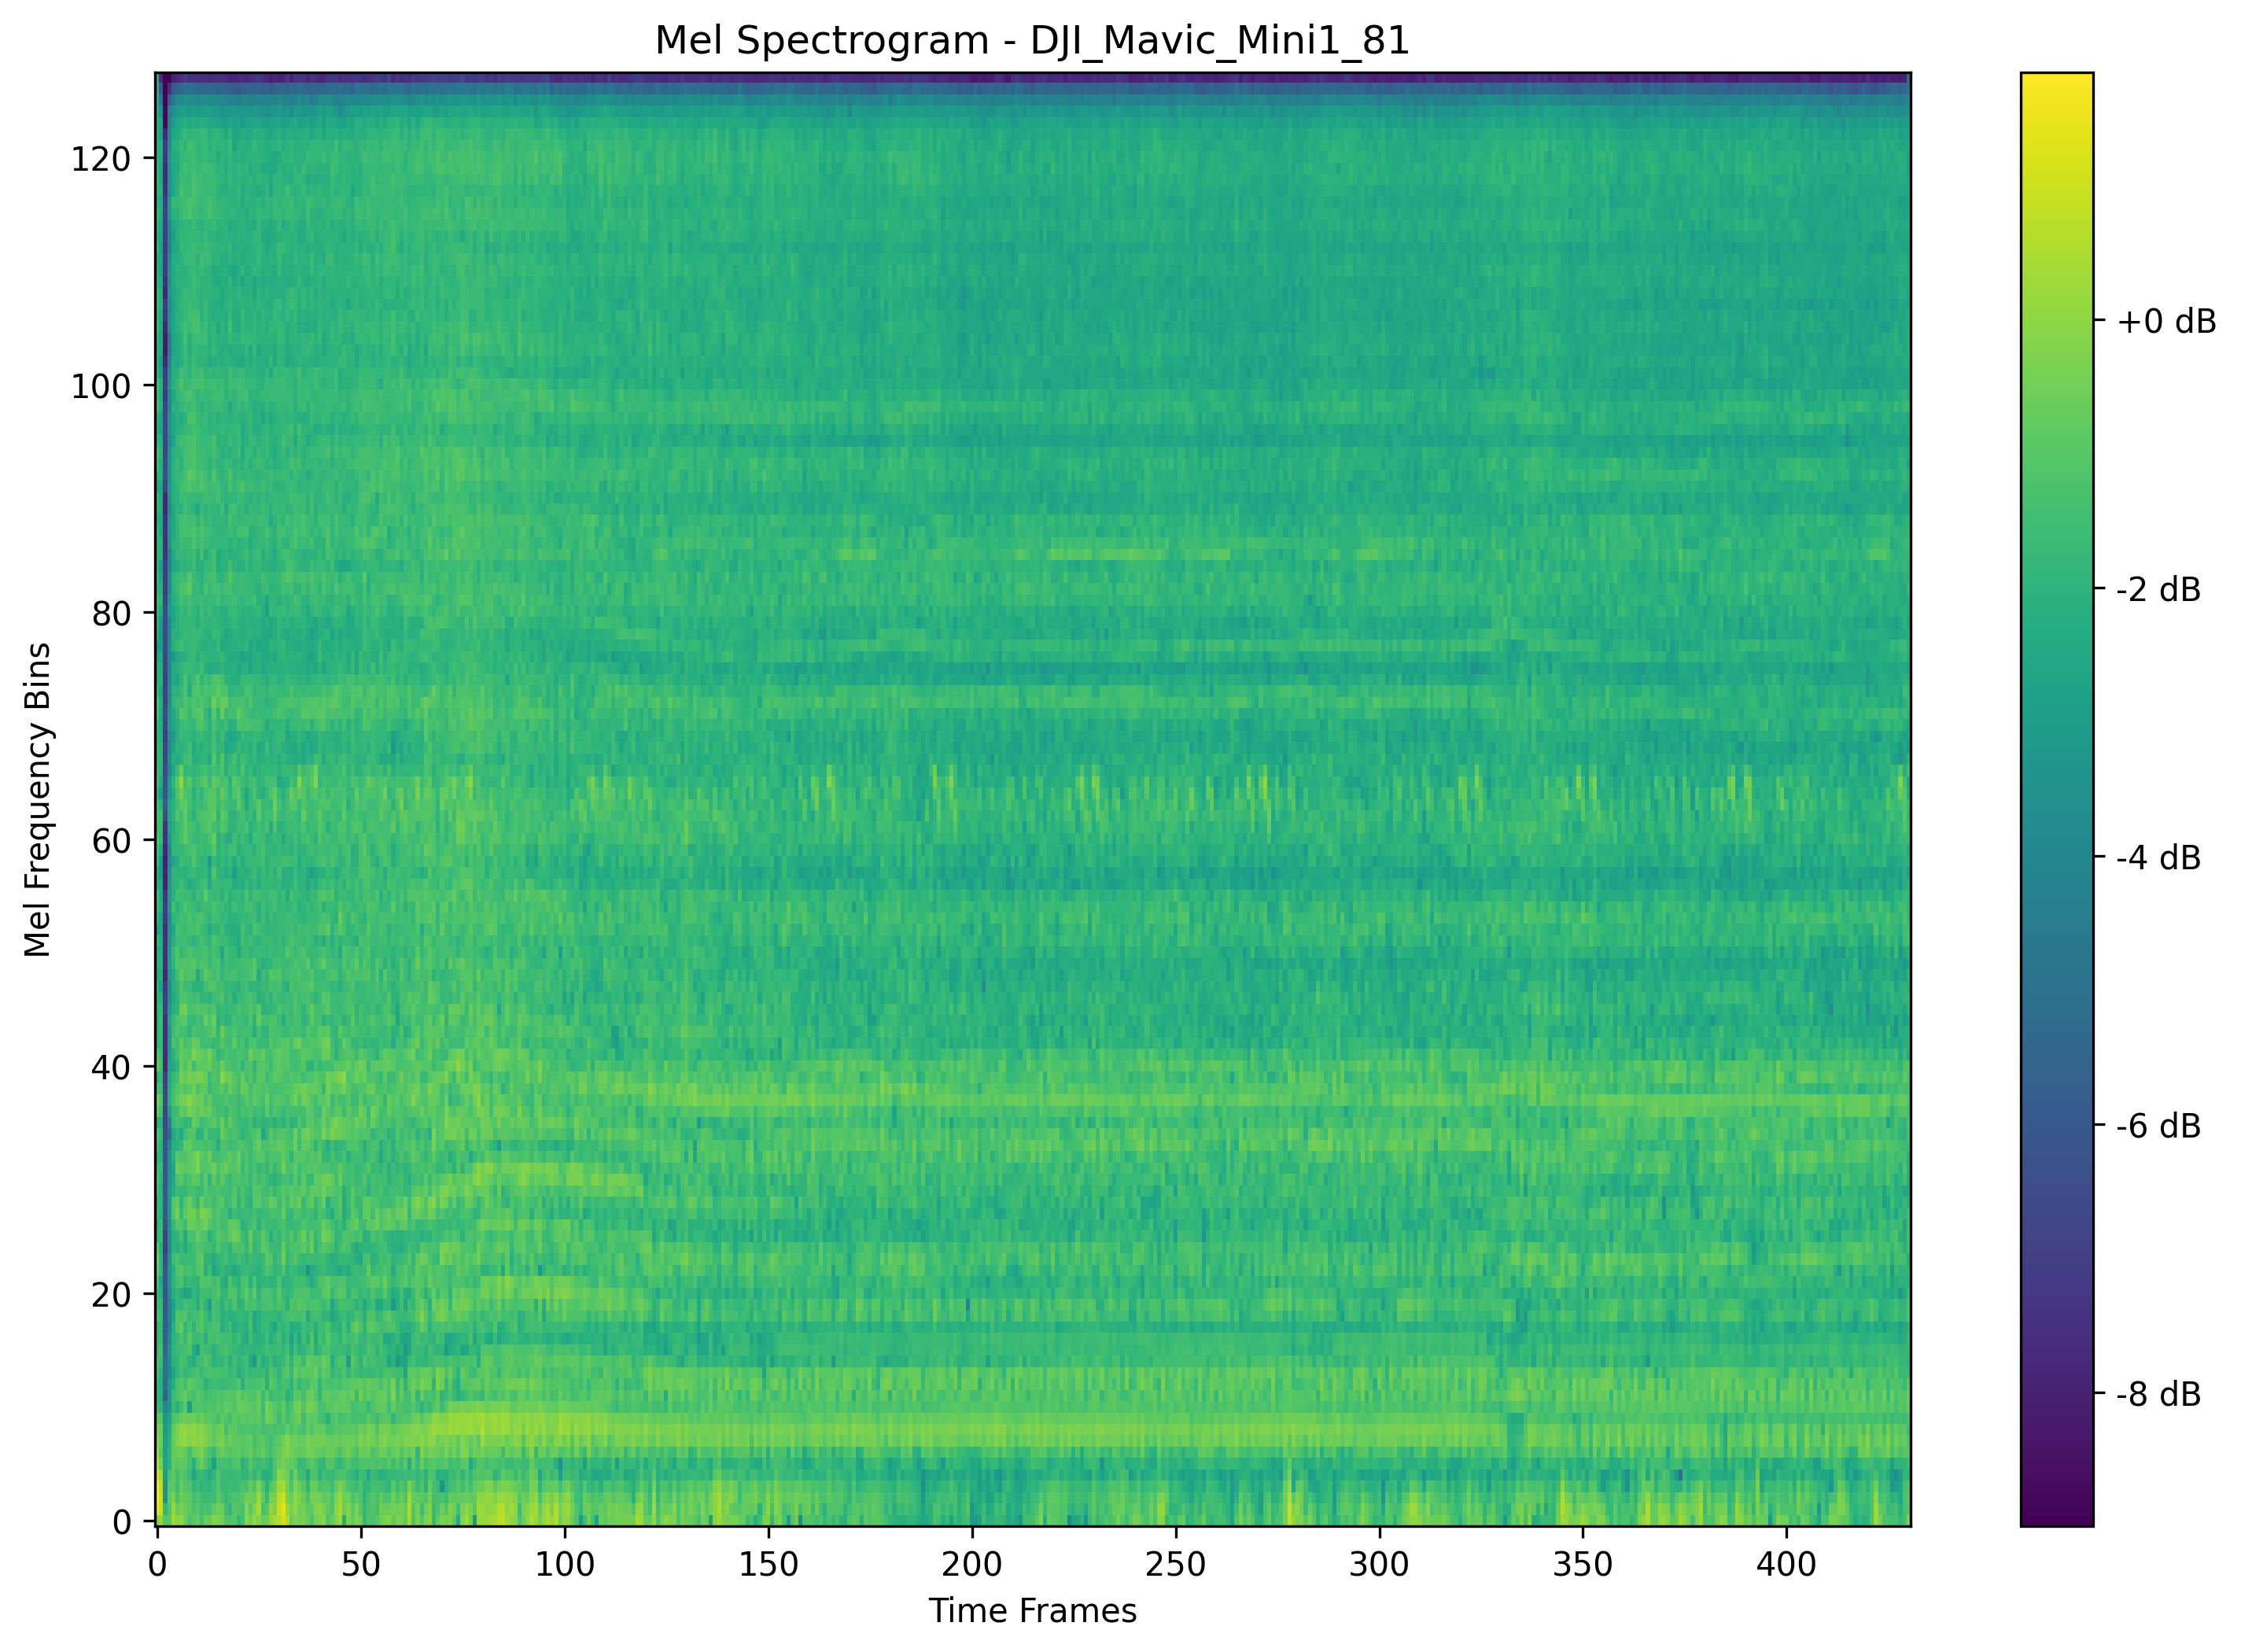 Mel Spectrogram - DJI_Mavic_Mini1_81
Mel Frequency Bins
120
100
80
60
40
20
0
0 50 100 150 200 250 300 350 400
Time Frames
+0 dB
-2 dB
-4 dB
-6 dB
-8 dB